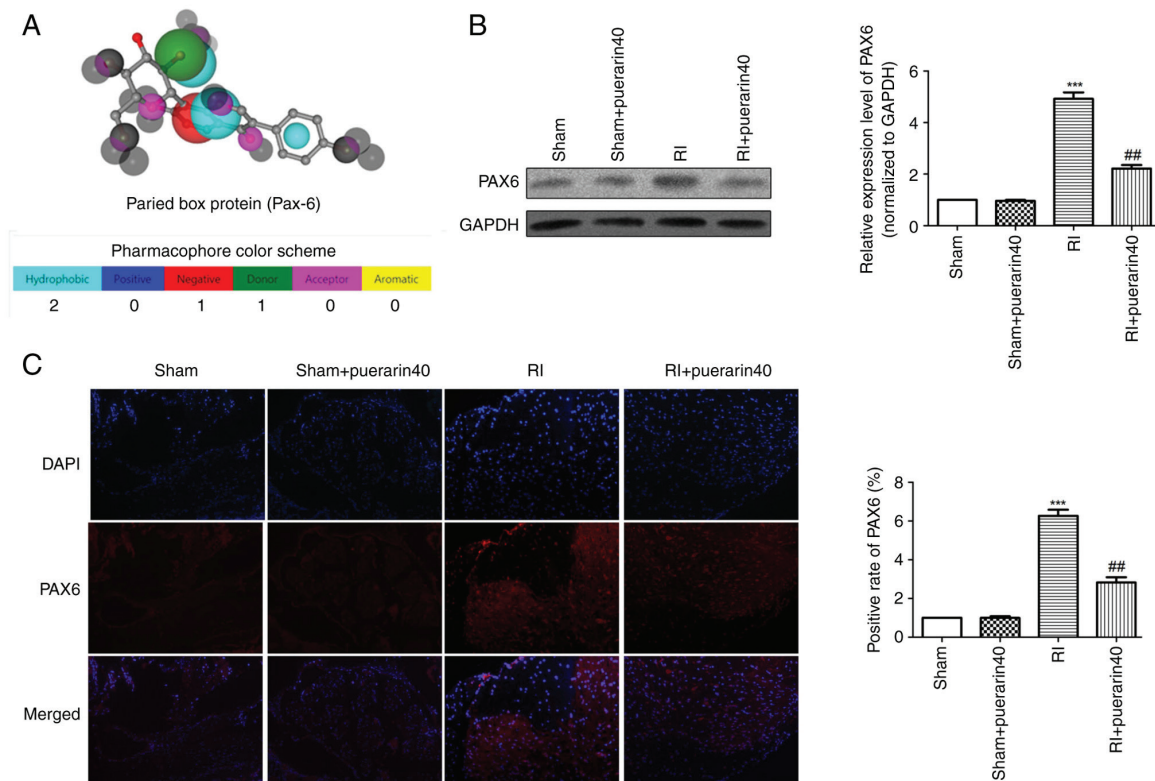 A
Paried box protein (Pax-6)
Pharmacophore color scheme
Hydrophobic Positive Negative Donor Acceptor Aromatic
2 0 1 1 0 0
B
Sham
Sham+puerarin40
RI
RI+puerarin40
PAX6
GAPDH
Relative expression level of PAX6
(normalized to GAPDH)
8
6
4
2
0
***
##
Sham
Sham+puerarin40
RI
RI+puerarin40
C
Sham Sham+puerarin40 RI RI+puerarin40
DAPI
PAX6
Merged
Positive rate of PAX6 (%)
8
6
4
2
0
***
##
Sham
Sham+puerarin40
RI
RI+puerarin40